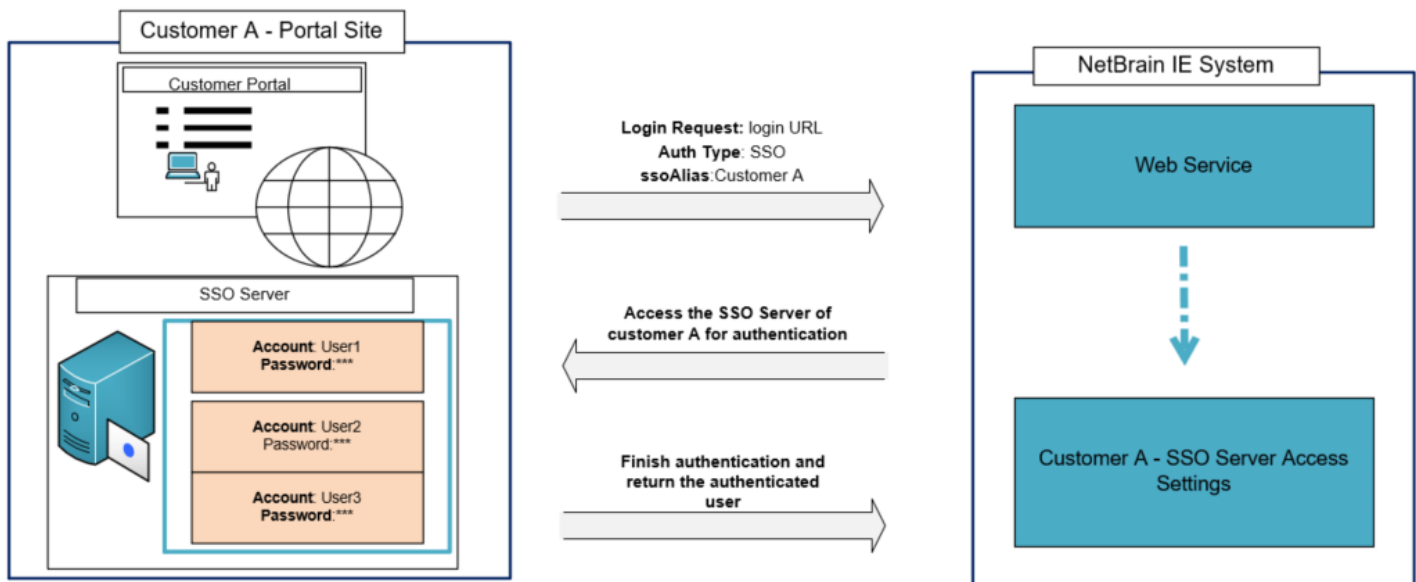 Customer A - Portal Site
Customer Portal
SSO Server
Account: User1
Password:***
Account: User2
Password:***
Account: User3
Password:***
Login Request: login URL
Auth Type: SSO
ssoAlias:Customer A
Access the SSO Server of
customer A for authentication
Finish authentication and
return the authenticated
user
NetBrain IE System
Web Service
Customer A - SSO Server Access
Settings